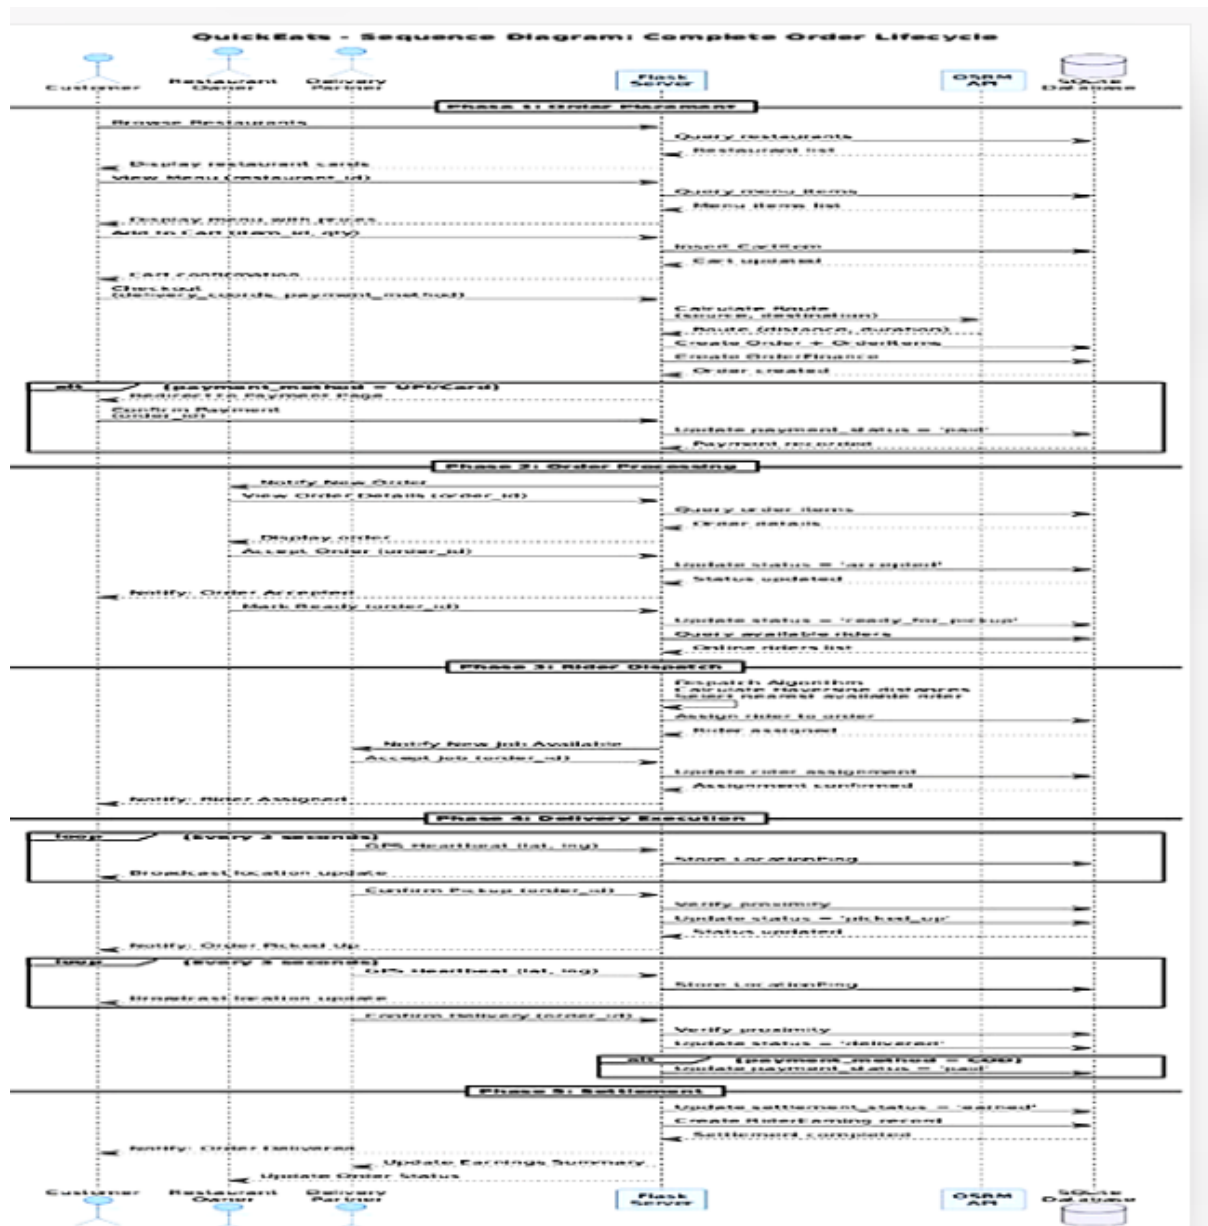 QuickEats - Sequence Diagram: Complete Order Lifecycle
Customer
Restaurant
Owner
Delivery
Partner
Flask
Server
OSRM
API
SQLite
Database
Phase 1: Order Placement
Browse Restaurants
Query restaurants
Restaurant list
Display restaurant cards
View Menu (restaurant_id)
Query menu items
Menu items list
Display menu with prices
Add to Cart (item_id, qty)
Insert CartItem
Cart updated
Cart confirmation
Checkout
(delivery_coords, payment_method)
Calculate Route
(source, destination)
Route (distance, duration)
Create Order + OrderItems
Create OrderFinance
Order created
alt
[payment_method = UPI/Card]
Redirect to Payment Page
Confirm Payment
(order_id)
Update payment_status = 'paid'
Payment recorded
Phase 2: Order Processing
Notify New Order
View Order Details (order_id)
Query order items
Order details
Display order
Accept Order (order_id)
Update status = 'accepted'
Status updated
Notify: Order Accepted
Mark Ready (order_id)
Update status = 'ready_for_pickup'
Query available riders
Online riders list
Phase 3: Rider Dispatch
Dispatch Algorithm
Calculate Haversine distances
Select nearest available rider
Assign rider to order
Rider assigned
Notify New Job Available
Accept Job (order_id)
Update rider assignment
Assignment confirmed
Notify: Rider Assigned
Phase 4: Delivery Execution
loop
[Every 3 seconds]
GPS Heartbeat (lat, lng)
Store LocationPing
Broadcast location update
Confirm Pickup (order_id)
Verify proximity
Update status = 'picked_up'
Status updated
Notify: Order Picked Up
loop
[Every 3 seconds]
GPS Heartbeat (lat, lng)
Store LocationPing
Broadcast location update
Confirm Delivery (order_id)
Verify proximity
Update status = 'delivered'
alt
[payment_method = COD]
Update payment_status = 'paid'
Phase 5: Settlement
Update settlement_status = 'earned'
Create RiderEarning record
Settlement completed
Notify: Order Delivered
Update Earnings Summary
Update Order Status
Customer
Restaurant
Owner
Delivery
Partner
Flask
Server
OSRM
API
SQLite
Database